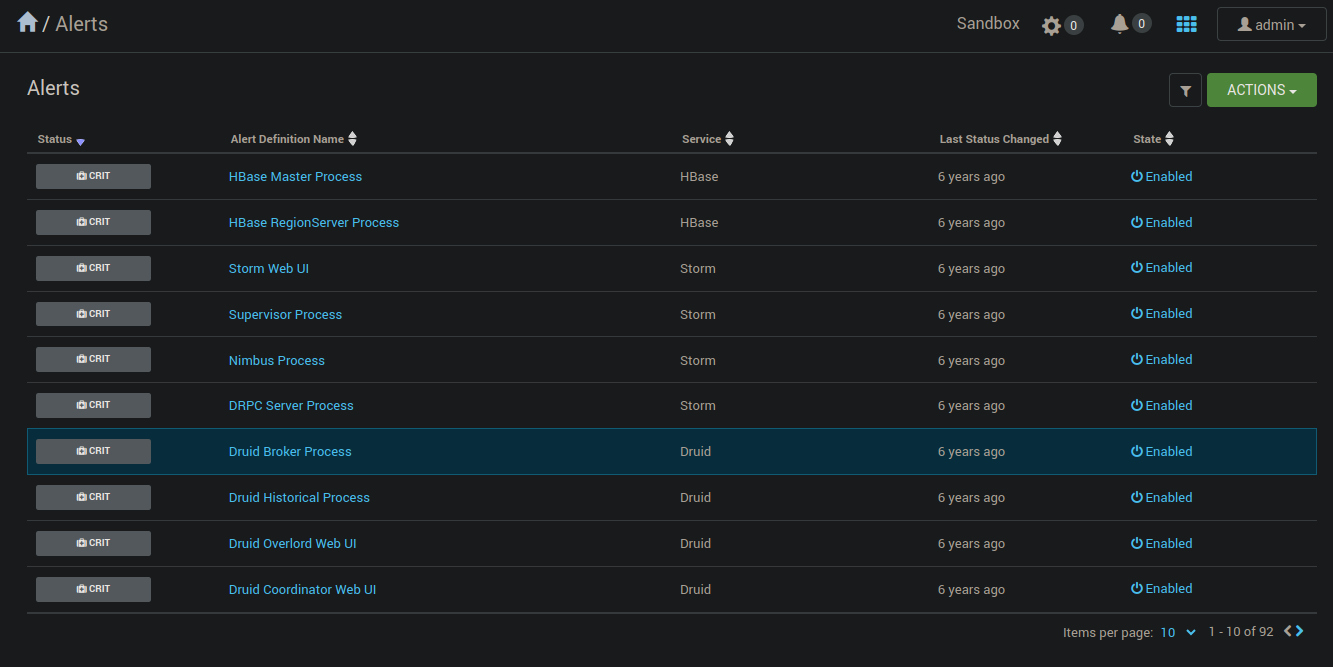 / Alerts Sandbox 0 0 admin
Alerts ACTIONS
Status Alert Definition Name Service Last Status Changed State
CRIT HBase Master Process HBase 6 years ago Enabled
CRIT HBase RegionServer Process HBase 6 years ago Enabled
CRIT Storm Web UI Storm 6 years ago Enabled
CRIT Supervisor Process Storm 6 years ago Enabled
CRIT Nimbus Process Storm 6 years ago Enabled
CRIT DRPC Server Process Storm 6 years ago Enabled
CRIT Druid Broker Process Druid 6 years ago Enabled
CRIT Druid Historical Process Druid 6 years ago Enabled
CRIT Druid Overlord Web UI Druid 6 years ago Enabled
CRIT Druid Coordinator Web UI Druid 6 years ago Enabled
Items per page: 10 1 - 10 of 92